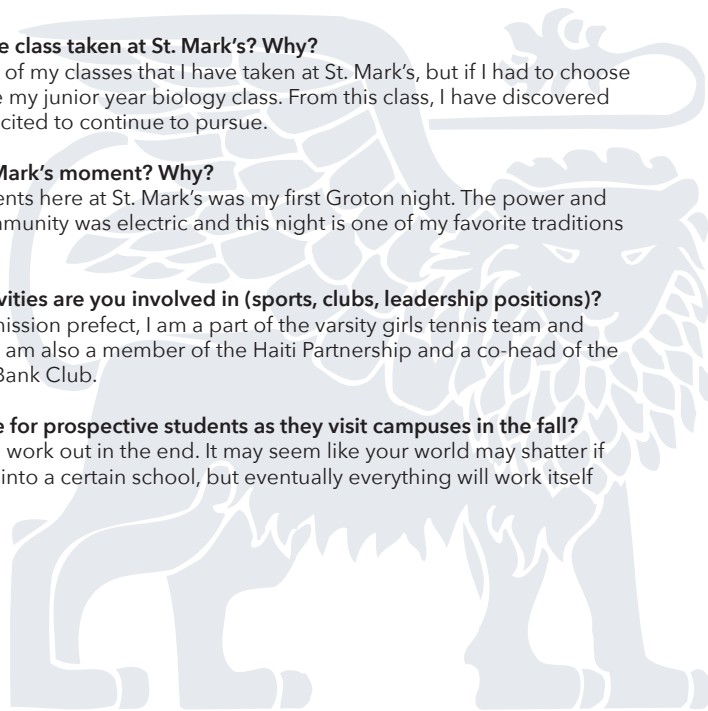 e class taken at St. Mark's? Why?
of my classes that I have taken at St. Mark's, but if I had to choose
e my junior year biology class. From this class, I have discovered
cited to continue to pursue.
Mark's moment? Why?
ents here at St. Mark's was my first Groton night. The power and
mmunity was electric and this night is one of my favorite traditions
vities are you involved in (sports, clubs, leadership positions)?
mission prefect, I am a part of the varsity girls tennis team and
am also a member of the Haiti Partnership and a co-head of the
Bank Club.
e for prospective students as they visit campuses in the fall?
work out in the end. It may seem like your world may shatter if
into a certain school, but eventually everything will work itself